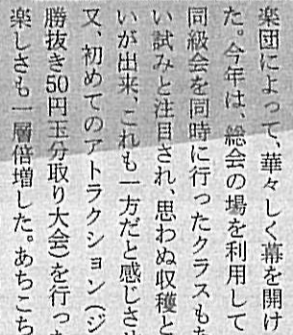 楽団によって、華々しく幕を開け
た。今年は、総会の場を利用して
同級会を同時に行ったクラスもあ
い試みと注目され、思わぬ収穫と
いが出来、これも一方だと感じさせ
又、初めてのアトラクション(ジ
勝抜き50円玉分取り大会)を行った
楽しさも一層倍増した。あちこち